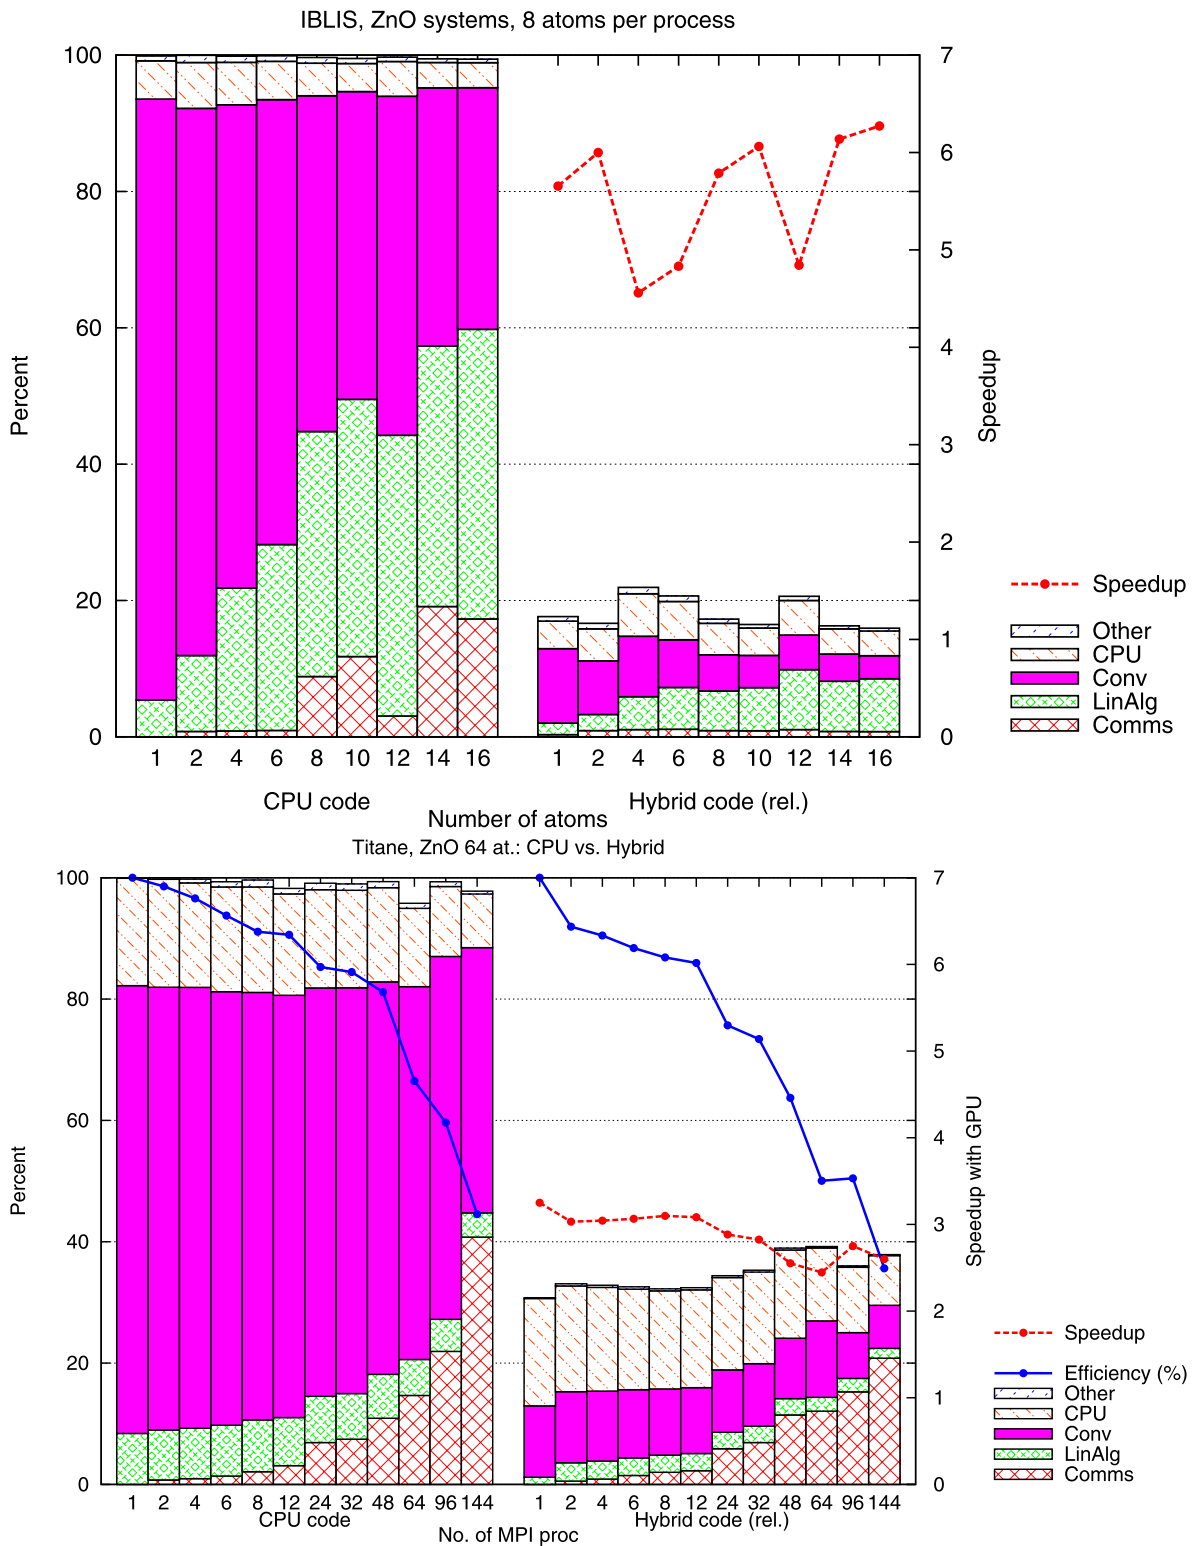 IBLIS, ZnO systems, 8 atoms per process
100
80
60
40
20
0
Percent
7
6
5
4
3
2
1
0
Speedup
1 2 4 6 8 10 12 14 16
1 2 4 6 8 10 12 14 16
CPU code
Hybrid code (rel.)
Number of atoms
Speedup
Other
CPU
Conv
LinAlg
Comms
Titane, ZnO 64 at.: CPU vs. Hybrid
100
80
60
40
20
0
Percent
7
6
5
4
3
2
1
0
Speedup with GPU
1 2 4 6 8 12 24 32 48 64 96 144
1 2 4 6 8 12 24 32 48 64 96 144
CPU code
Hybrid code (rel.)
No. of MPI proc
Speedup
Efficiency (%)
Other
CPU
Conv
LinAlg
Comms